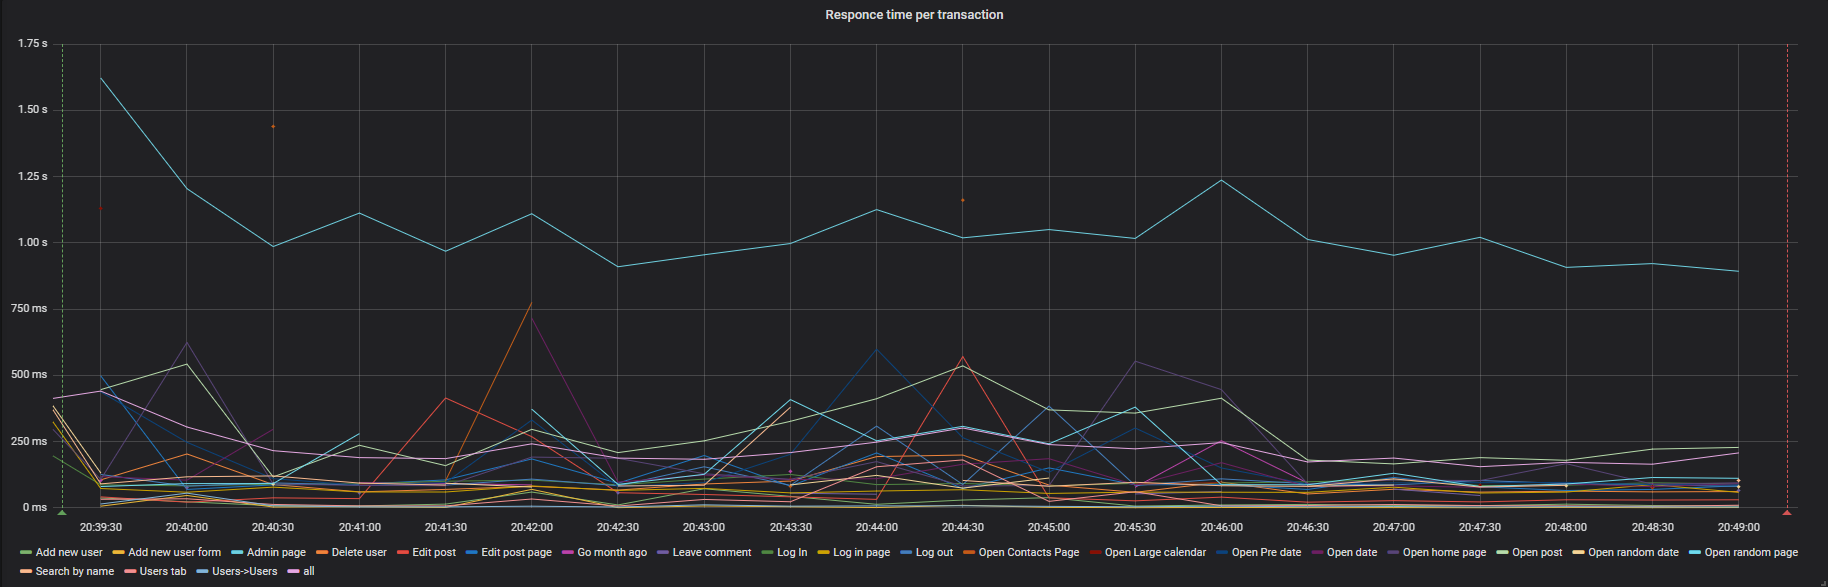 Responce time per transaction
1.75 s
1.50 s
1.25 s
1.00 s
750 ms
500 ms
250 ms
0 ms
20:39:30 20:40:00 20:40:30 20:41:00 20:41:30 20:42:00 20:42:30 20:43:00 20:43:30 20:44:00 20:44:30 20:45:00 20:45:30 20:46:00 20:46:30 20:47:00 20:47:30 20:48:00 20:48:30 20:49:00
Add new user Add new user form Admin page Delete user Edit post Edit post page Go month ago Leave comment Log In Log in page Log out Open Contacts Page Open Large calendar Open Pre date Open date Open home page Open post Open random date Open random page
Search by name Users tab Users->Users all